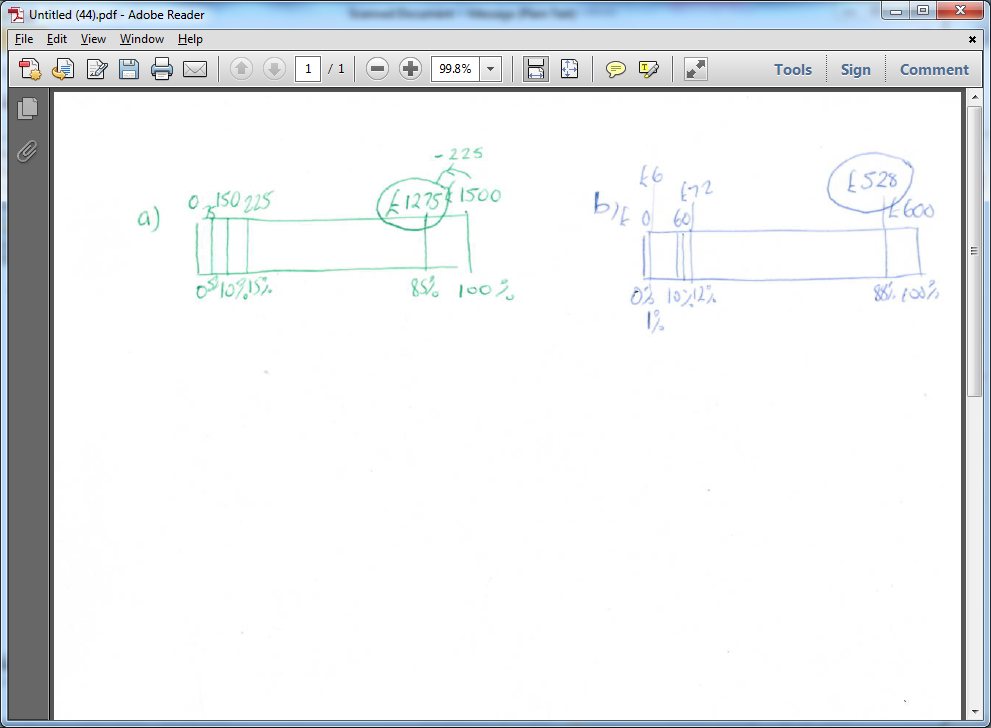 Untitled (44).pdf - Adobe Reader
File Edit View Window Help
1 / 1 99.8% Tools Sign Comment
- 225
0 150 225 £1275 £1500
a)
0 5% 10% 15% 85% 100%
£6 £72 £528
b) £ 0 60 £600
0% 10% 12% 88% 100%
1%